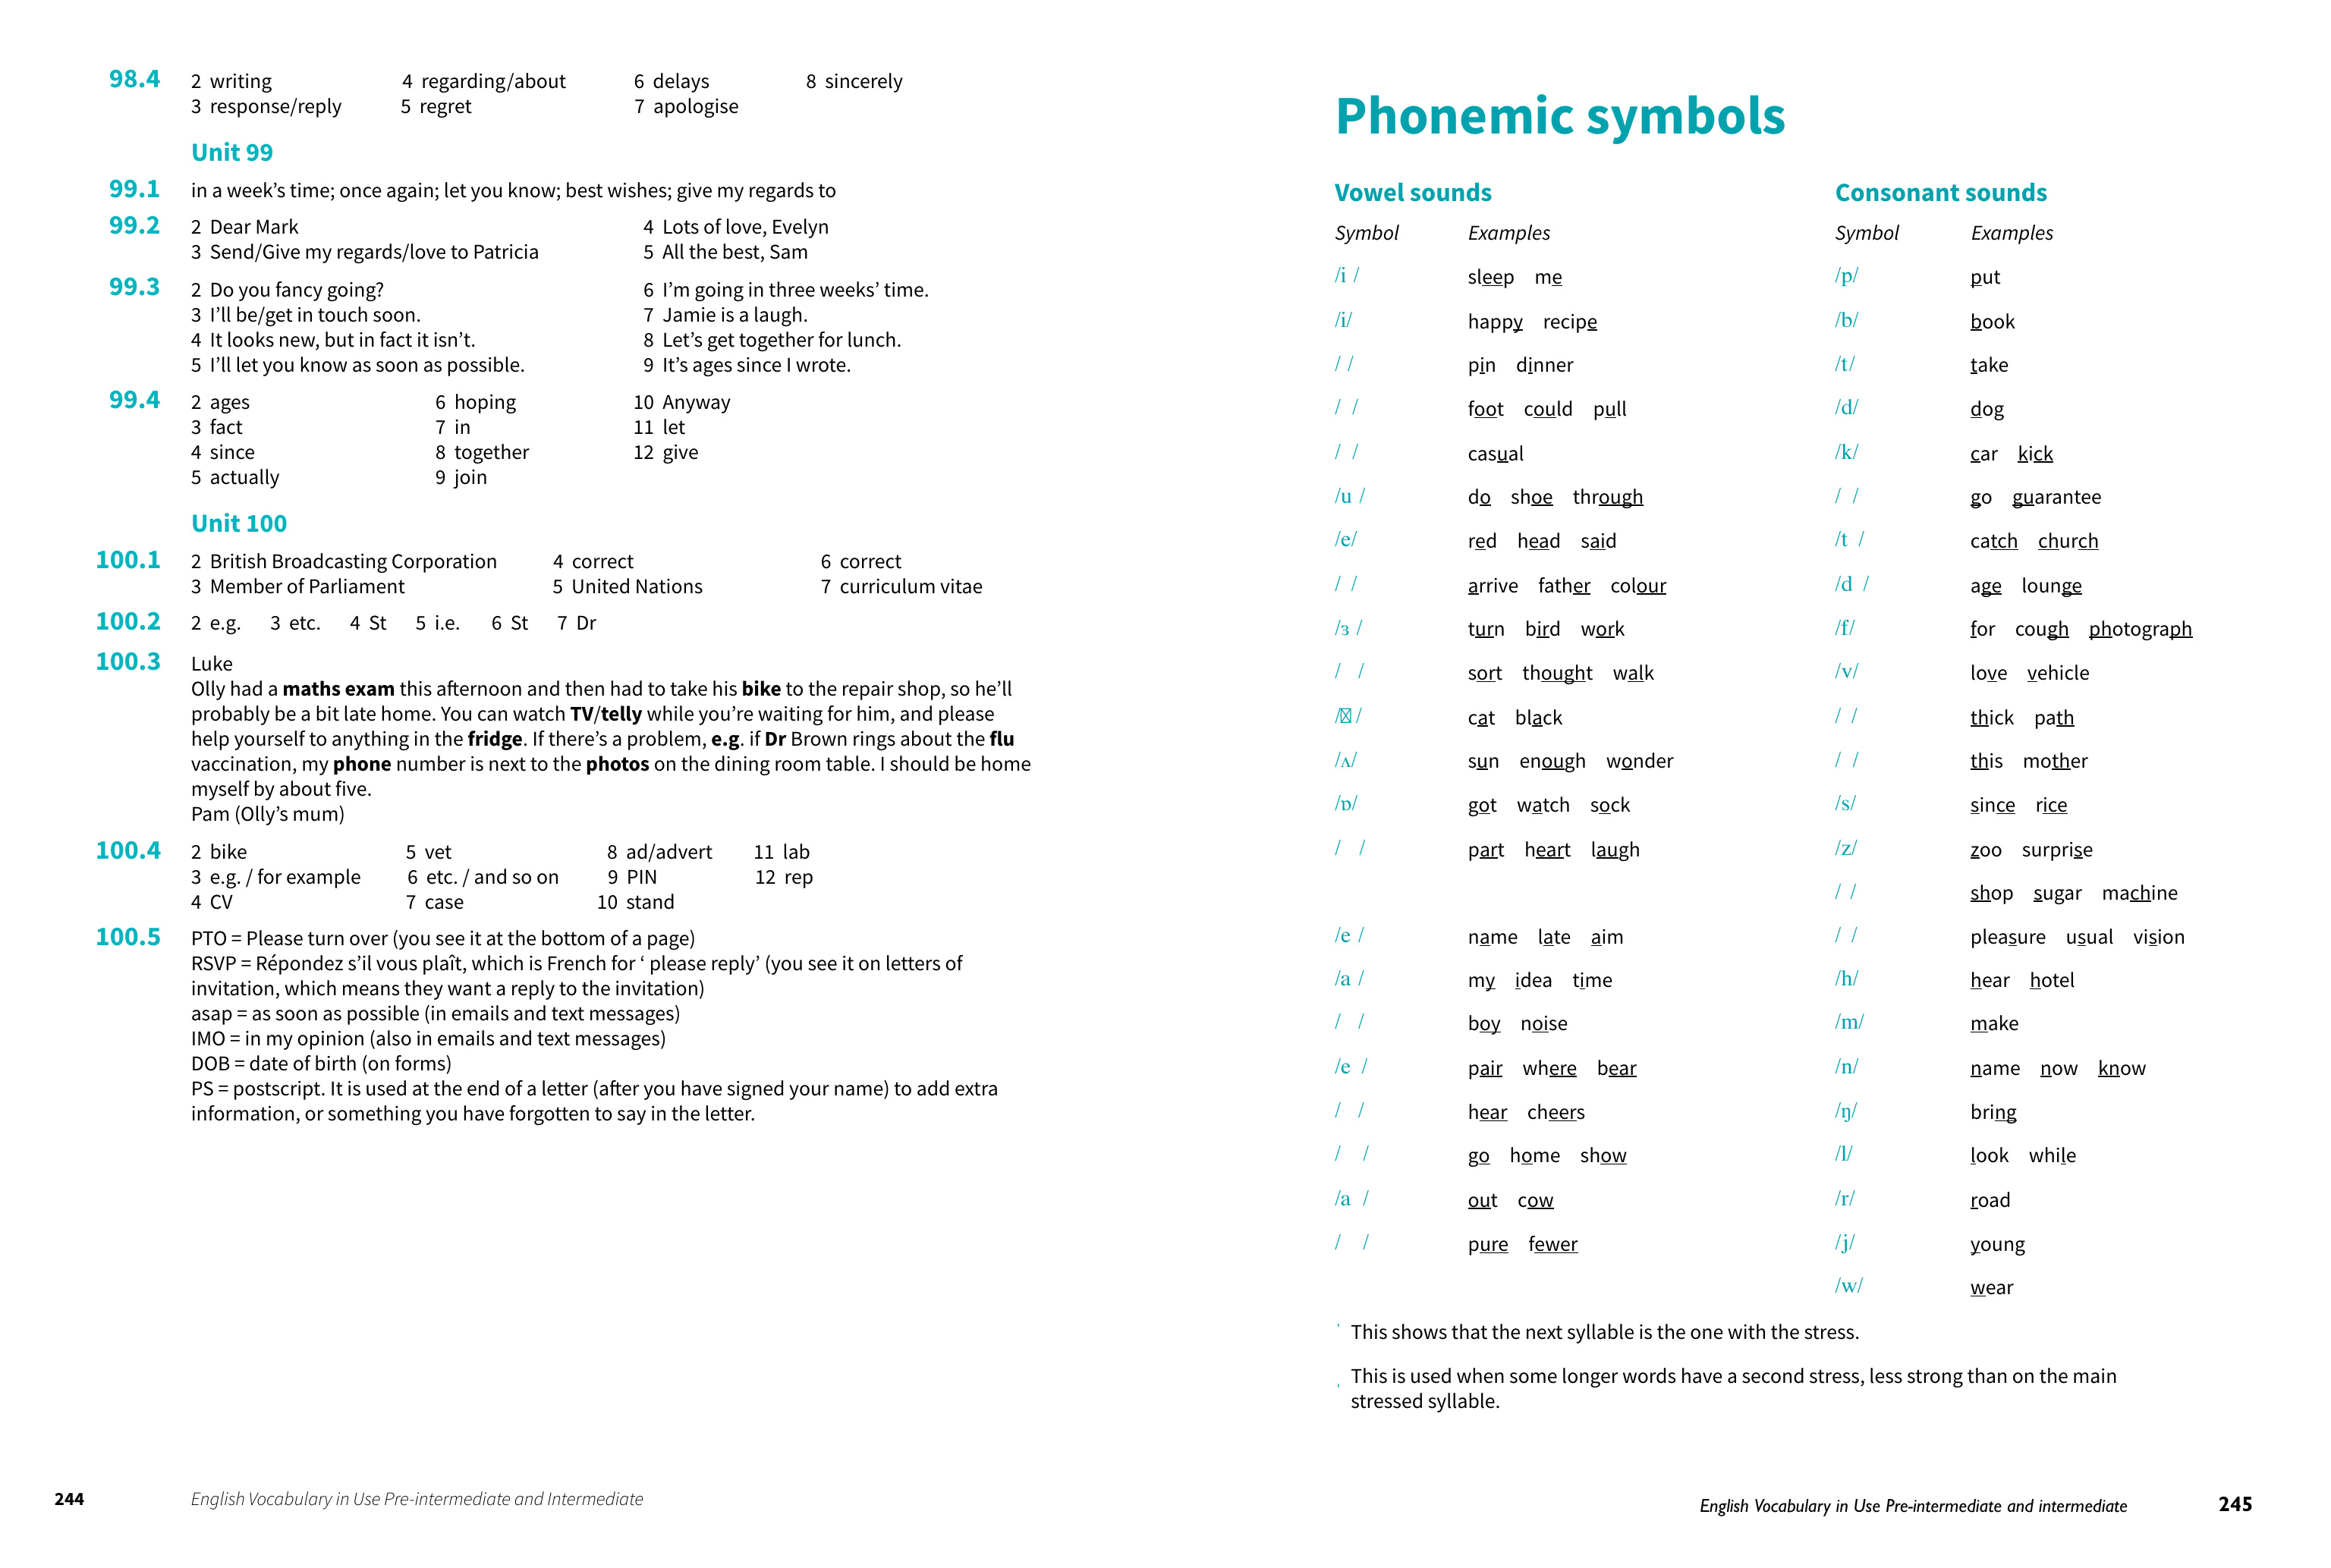 98.4 2 writing 4 regarding/about 6 delays 8 sincerely
3 response/reply 5 regret 7 apologise
Unit 99
99.1 in a week’s time; once again; let you know; best wishes; give my regards to
99.2 2 Dear Mark 4 Lots of love, Evelyn
3 Send/Give my regards/love to Patricia 5 All the best, Sam
99.3 2 Do you fancy going? 6 I’m going in three weeks’ time.
3 I’ll be/get in touch soon. 7 Jamie is a laugh.
4 It looks new, but in fact it isn’t. 8 Let’s get together for lunch.
5 I’ll let you know as soon as possible. 9 It’s ages since I wrote.
99.4 2 ages 6 hoping 10 Anyway
3 fact 7 in 11 let
4 since 8 together 12 give
5 actually 9 join
Unit 100
100.1 2 British Broadcasting Corporation 4 correct 6 correct
3 Member of Parliament 5 United Nations 7 curriculum vitae
100.2 2 e.g. 3 etc. 4 St 5 i.e. 6 St 7 Dr
100.3 Luke
Olly had a maths exam this afternoon and then had to take his bike to the repair shop, so he’ll
probably be a bit late home. You can watch TV/telly while you’re waiting for him, and please
help yourself to anything in the fridge. If there’s a problem, e.g. if Dr Brown rings about the flu
vaccination, my phone number is next to the photos on the dining room table. I should be home
myself by about five.
Pam (Olly’s mum)
100.4 2 bike 5 vet 8 ad/advert 11 lab
3 e.g. / for example 6 etc. / and so on 9 PIN 12 rep
4 CV 7 case 10 stand
100.5 PTO = Please turn over (you see it at the bottom of a page)
RSVP = Répondez s’il vous plaît, which is French for ‘ please reply’ (you see it on letters of
invitation, which means they want a reply to the invitation)
asap = as soon as possible (in emails and text messages)
IMO = in my opinion (also in emails and text messages)
DOB = date of birth (on forms)
PS = postscript. It is used at the end of a letter (after you have signed your name) to add extra
information, or something you have forgotten to say in the letter.
244 English Vocabulary in Use Pre-intermediate and Intermediate
Phonemic symbols
Vowel sounds
Symbol Examples
/i / sleep me
/i/ happy recipe
/ / pin dinner
/ / foot could pull
/ / casual
/u / do shoe through
/e/ red head said
/ / arrive father colour
/ɜ / turn bird work
/ / sort thought walk
/ / cat black
/ʌ/ sun enough wonder
/ɒ/ got watch sock
/ / part heart laugh
/e / name late aim
/a / my idea time
/ / boy noise
/e / pair where bear
/ / hear cheers
/ / go home show
/a / out cow
/ / pure fewer
Consonant sounds
Symbol Examples
/p/ put
/b/ book
/t/ take
/d/ dog
/k/ car kick
/ / go guarantee
/t / catch church
/d / age lounge
/f/ for cough photograph
/v/ love vehicle
/ / thick path
/ / this mother
/s/ since rice
/z/ zoo surprise
/ / shop sugar machine
/ / pleasure usual vision
/h/ hear hotel
/m/ make
/n/ name now know
/ŋ/ bring
/l/ look while
/r/ road
/j/ young
/w/ wear
ˈ This shows that the next syllable is the one with the stress.
ˌ This is used when some longer words have a second stress, less strong than on the main
stressed syllable.
English Vocabulary in Use Pre-intermediate and intermediate 245